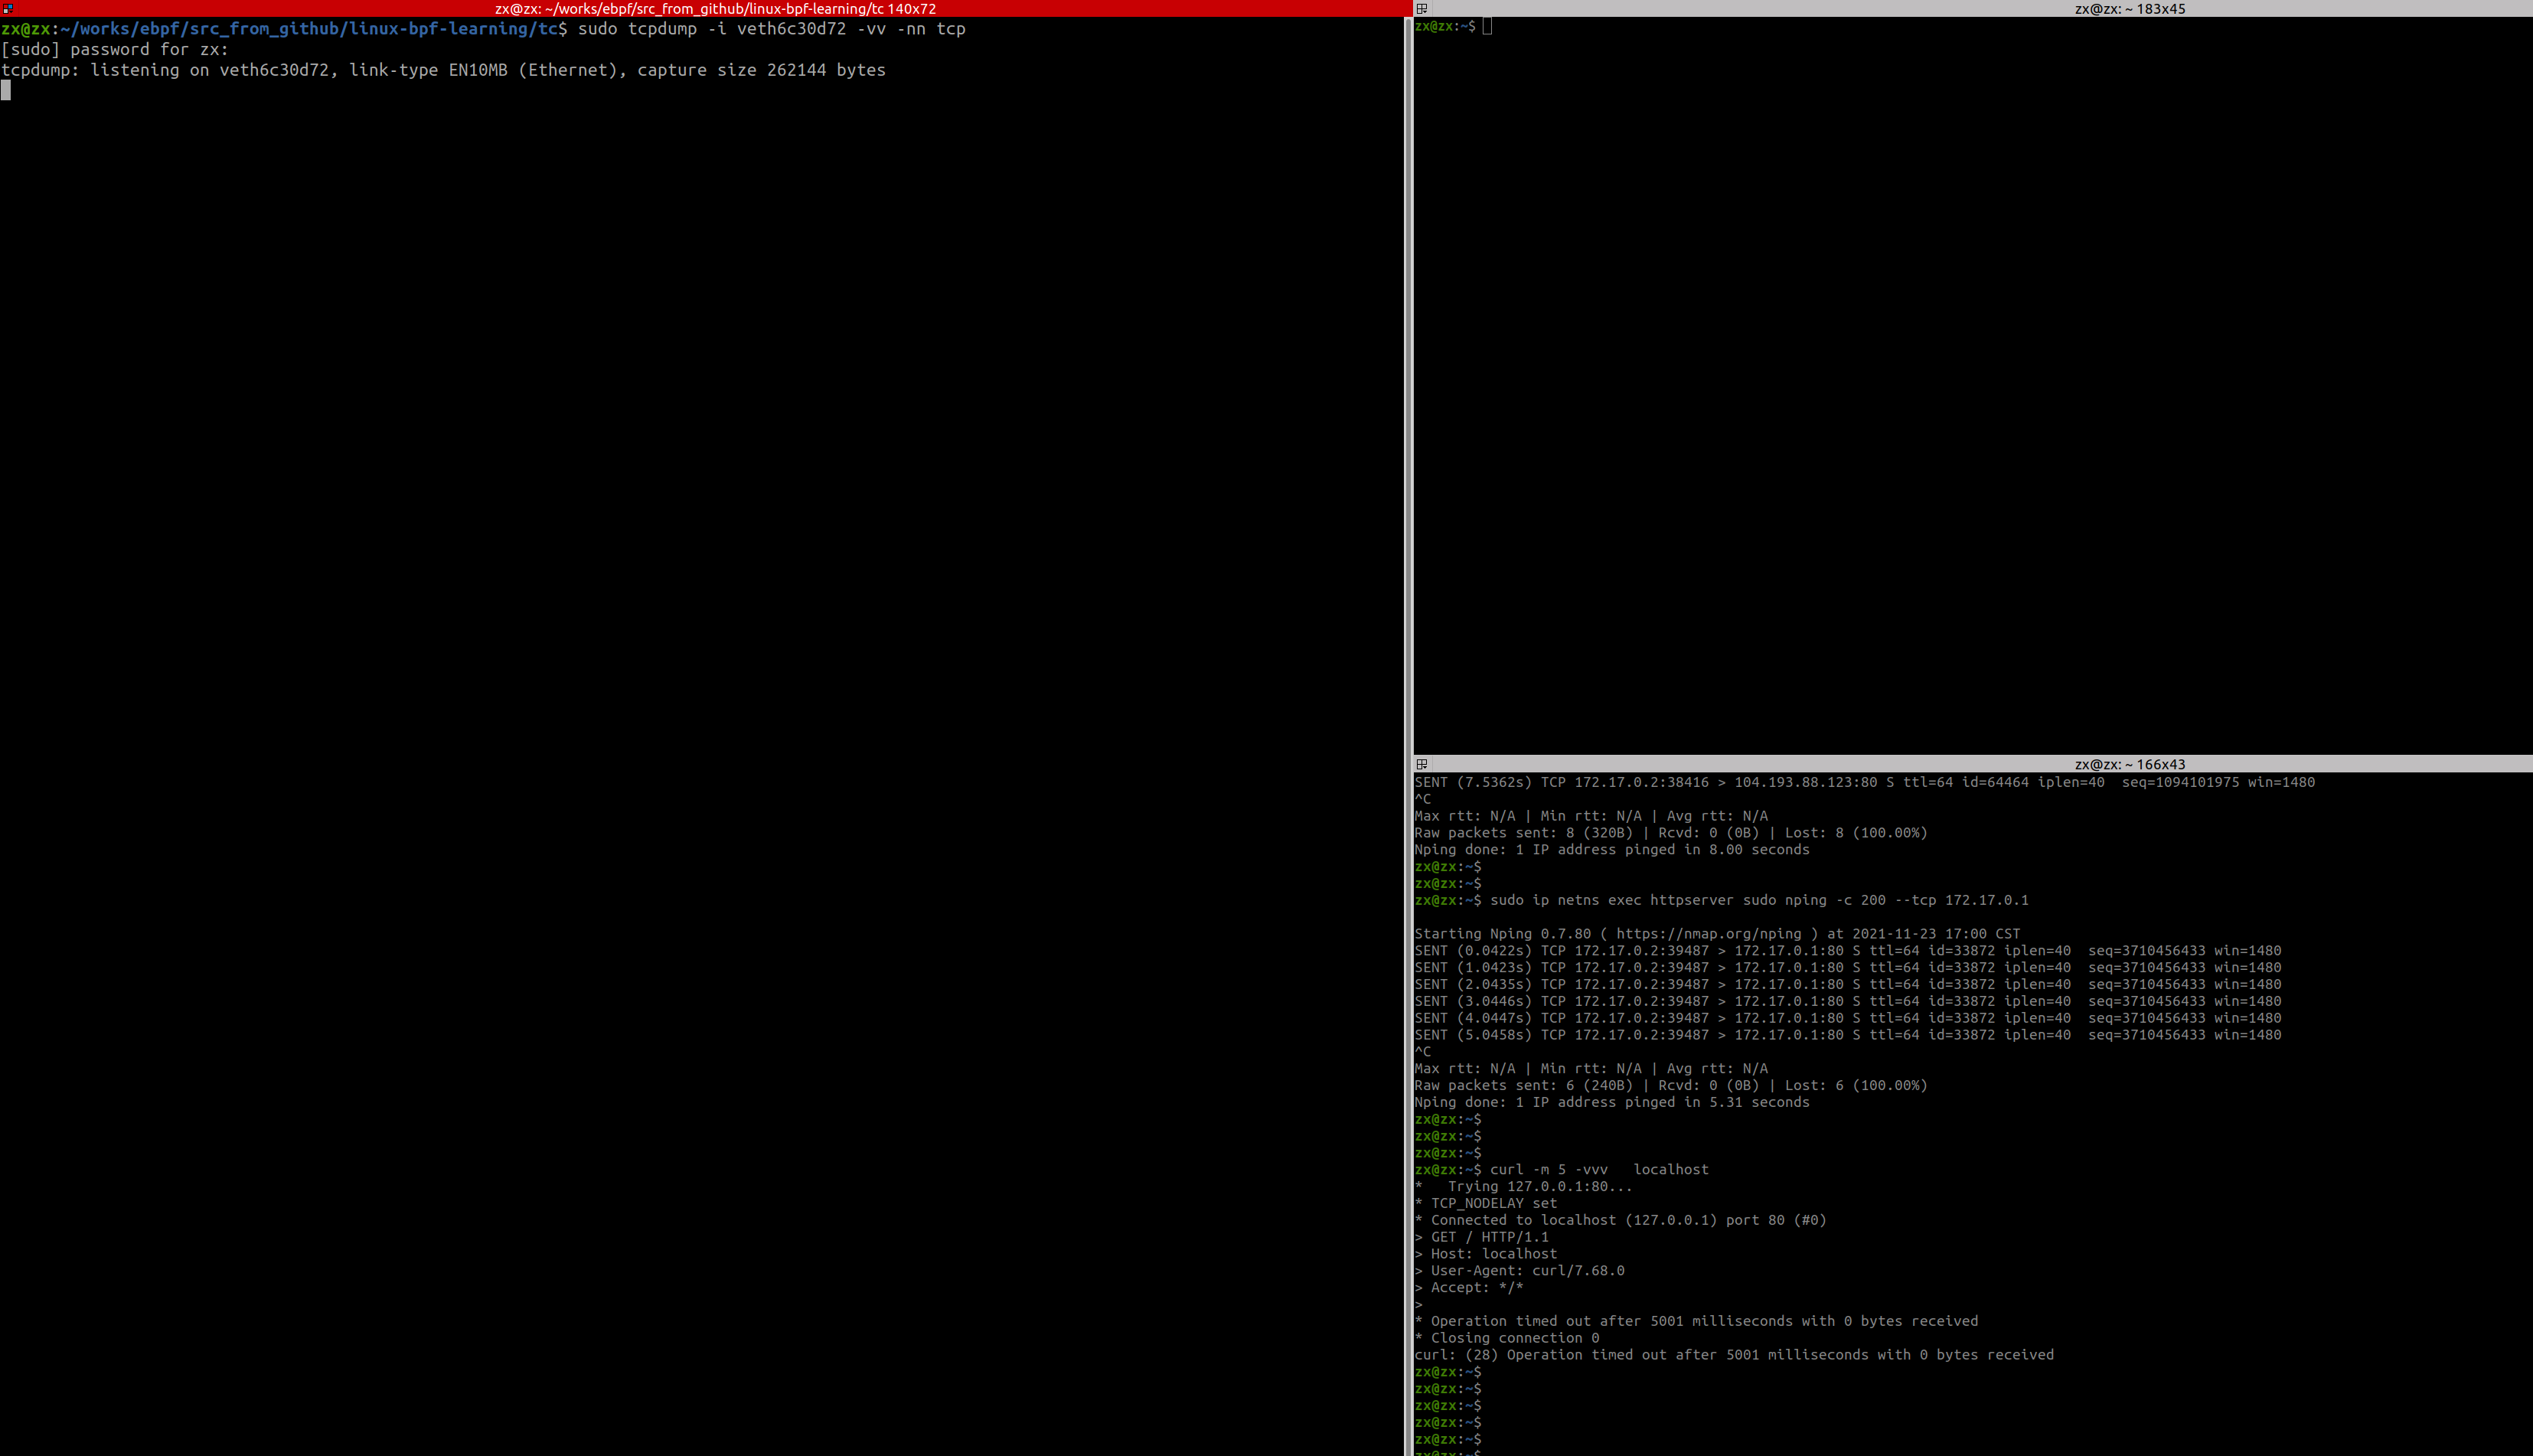 zx@zx: ~/works/ebpf/src_from_github/linux-bpf-learning/tc 140x72
zx@zx:~/works/ebpf/src_from_github/linux-bpf-learning/tc$ sudo tcpdump -i veth6c30d72 -vv -nn tcp
[sudo] password for zx:
tcpdump: listening on veth6c30d72, link-type EN10MB (Ethernet), capture size 262144 bytes
zx@zx: ~ 183x45
zx@zx:~$
zx@zx: ~ 166x43
SENT (7.5362s) TCP 172.17.0.2:38416 > 104.193.88.123:80 S ttl=64 id=64464 iplen=40  seq=1094101975 win=1480
^C
Max rtt: N/A | Min rtt: N/A | Avg rtt: N/A
Raw packets sent: 8 (320B) | Rcvd: 0 (0B) | Lost: 8 (100.00%)
Nping done: 1 IP address pinged in 8.00 seconds
zx@zx:~$
zx@zx:~$
zx@zx:~$ sudo ip netns exec httpserver sudo nping -c 200 --tcp 172.17.0.1
Starting Nping 0.7.80 ( https://nmap.org/nping ) at 2021-11-23 17:00 CST
SENT (0.0422s) TCP 172.17.0.2:39487 > 172.17.0.1:80 S ttl=64 id=33872 iplen=40  seq=3710456433 win=1480
SENT (1.0423s) TCP 172.17.0.2:39487 > 172.17.0.1:80 S ttl=64 id=33872 iplen=40  seq=3710456433 win=1480
SENT (2.0435s) TCP 172.17.0.2:39487 > 172.17.0.1:80 S ttl=64 id=33872 iplen=40  seq=3710456433 win=1480
SENT (3.0446s) TCP 172.17.0.2:39487 > 172.17.0.1:80 S ttl=64 id=33872 iplen=40  seq=3710456433 win=1480
SENT (4.0447s) TCP 172.17.0.2:39487 > 172.17.0.1:80 S ttl=64 id=33872 iplen=40  seq=3710456433 win=1480
SENT (5.0458s) TCP 172.17.0.2:39487 > 172.17.0.1:80 S ttl=64 id=33872 iplen=40  seq=3710456433 win=1480
^C
Max rtt: N/A | Min rtt: N/A | Avg rtt: N/A
Raw packets sent: 6 (240B) | Rcvd: 0 (0B) | Lost: 6 (100.00%)
Nping done: 1 IP address pinged in 5.31 seconds
zx@zx:~$
zx@zx:~$
zx@zx:~$
zx@zx:~$ curl -m 5 -vvv   localhost
*   Trying 127.0.0.1:80...
* TCP_NODELAY set
* Connected to localhost (127.0.0.1) port 80 (#0)
> GET / HTTP/1.1
> Host: localhost
> User-Agent: curl/7.68.0
> Accept: */*
>
* Operation timed out after 5001 milliseconds with 0 bytes received
* Closing connection 0
curl: (28) Operation timed out after 5001 milliseconds with 0 bytes received
zx@zx:~$
zx@zx:~$
zx@zx:~$
zx@zx:~$
zx@zx:~$
zx@zx:~$